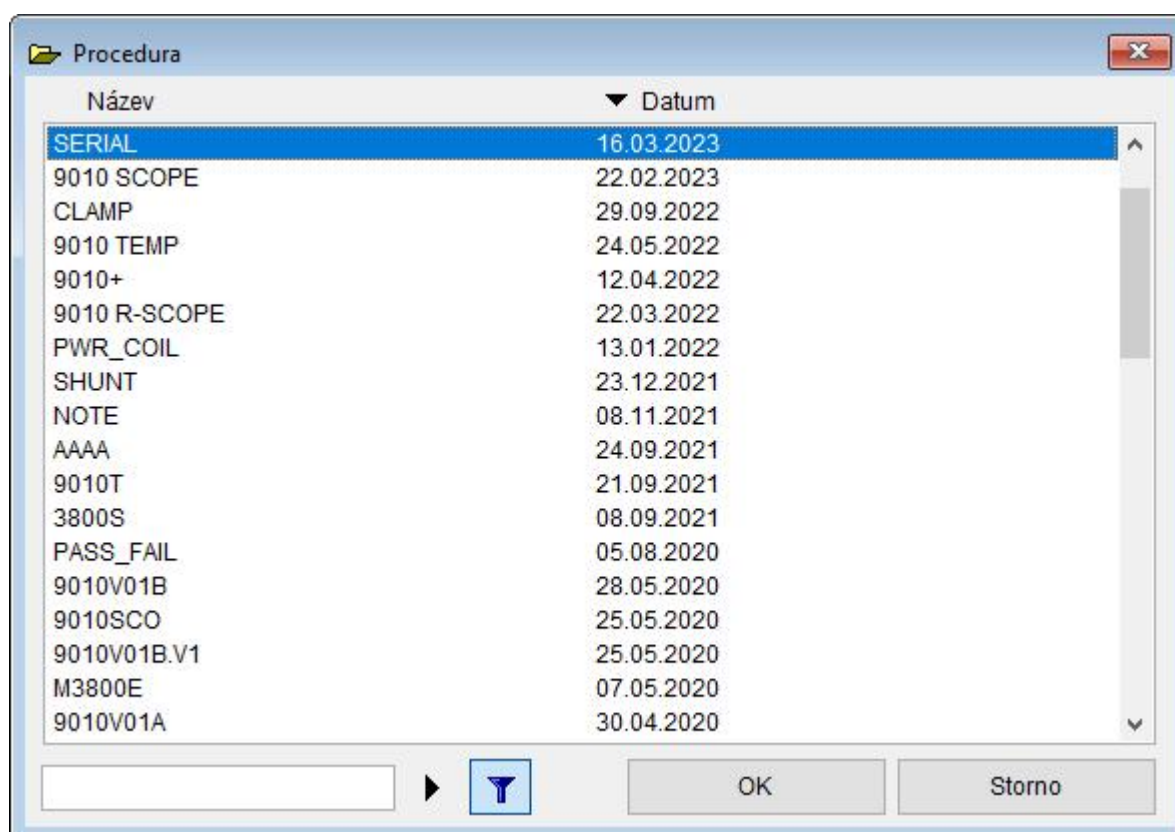 Procedura
Název Datum
SERIAL 16.03.2023
9010 SCOPE 22.02.2023
CLAMP 29.09.2022
9010 TEMP 24.05.2022
9010+ 12.04.2022
9010 R-SCOPE 22.03.2022
PWR_COIL 13.01.2022
SHUNT 23.12.2021
NOTE 08.11.2021
AAAA 24.09.2021
9010T 21.09.2021
3800S 08.09.2021
PASS_FAIL 05.08.2020
9010V01B 28.05.2020
9010SCO 25.05.2020
9010V01B.V1 25.05.2020
M3800E 07.05.2020
9010V01A 30.04.2020
OK Storno